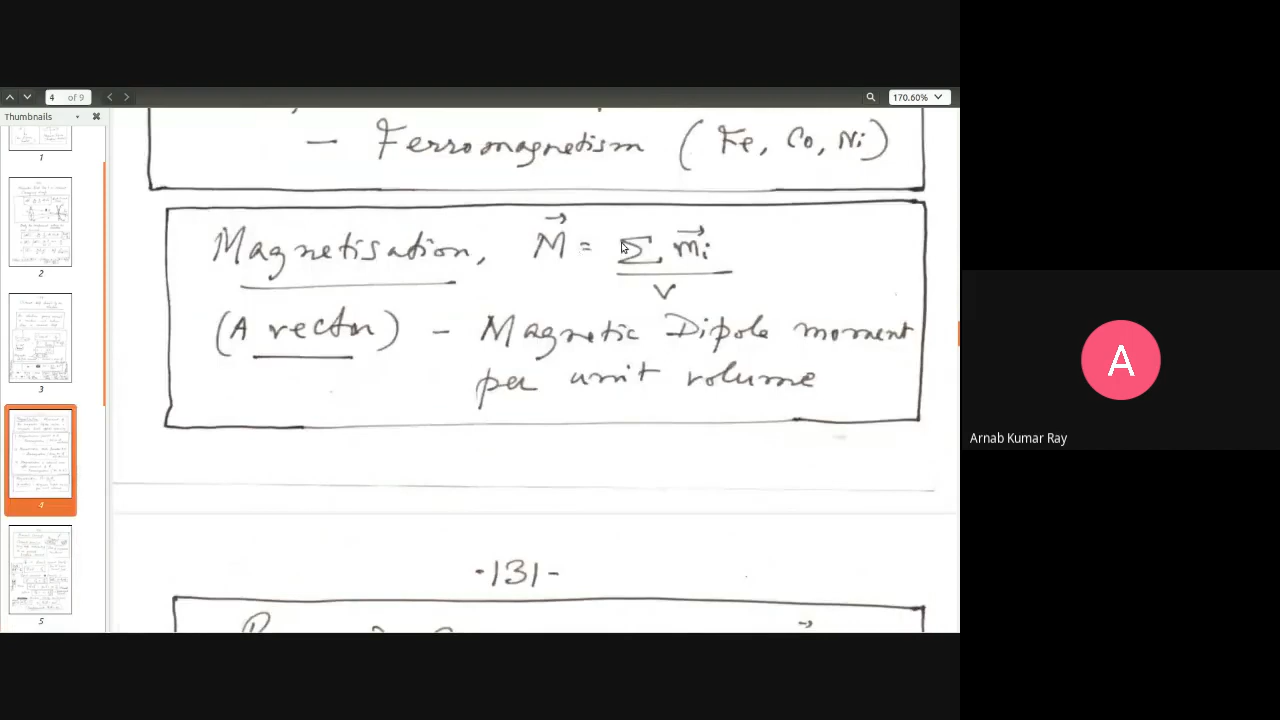 4 of 9
170.60%
Thumbnails
1
2
3
4
5
— Ferromagnetism (Fe, Co, Ni)
Magnetisation, M⃗ = Σ m⃗i / V
(A vector) – Magnetic Dipole moment
per unit volume
-131-
A
Arnab Kumar Ray